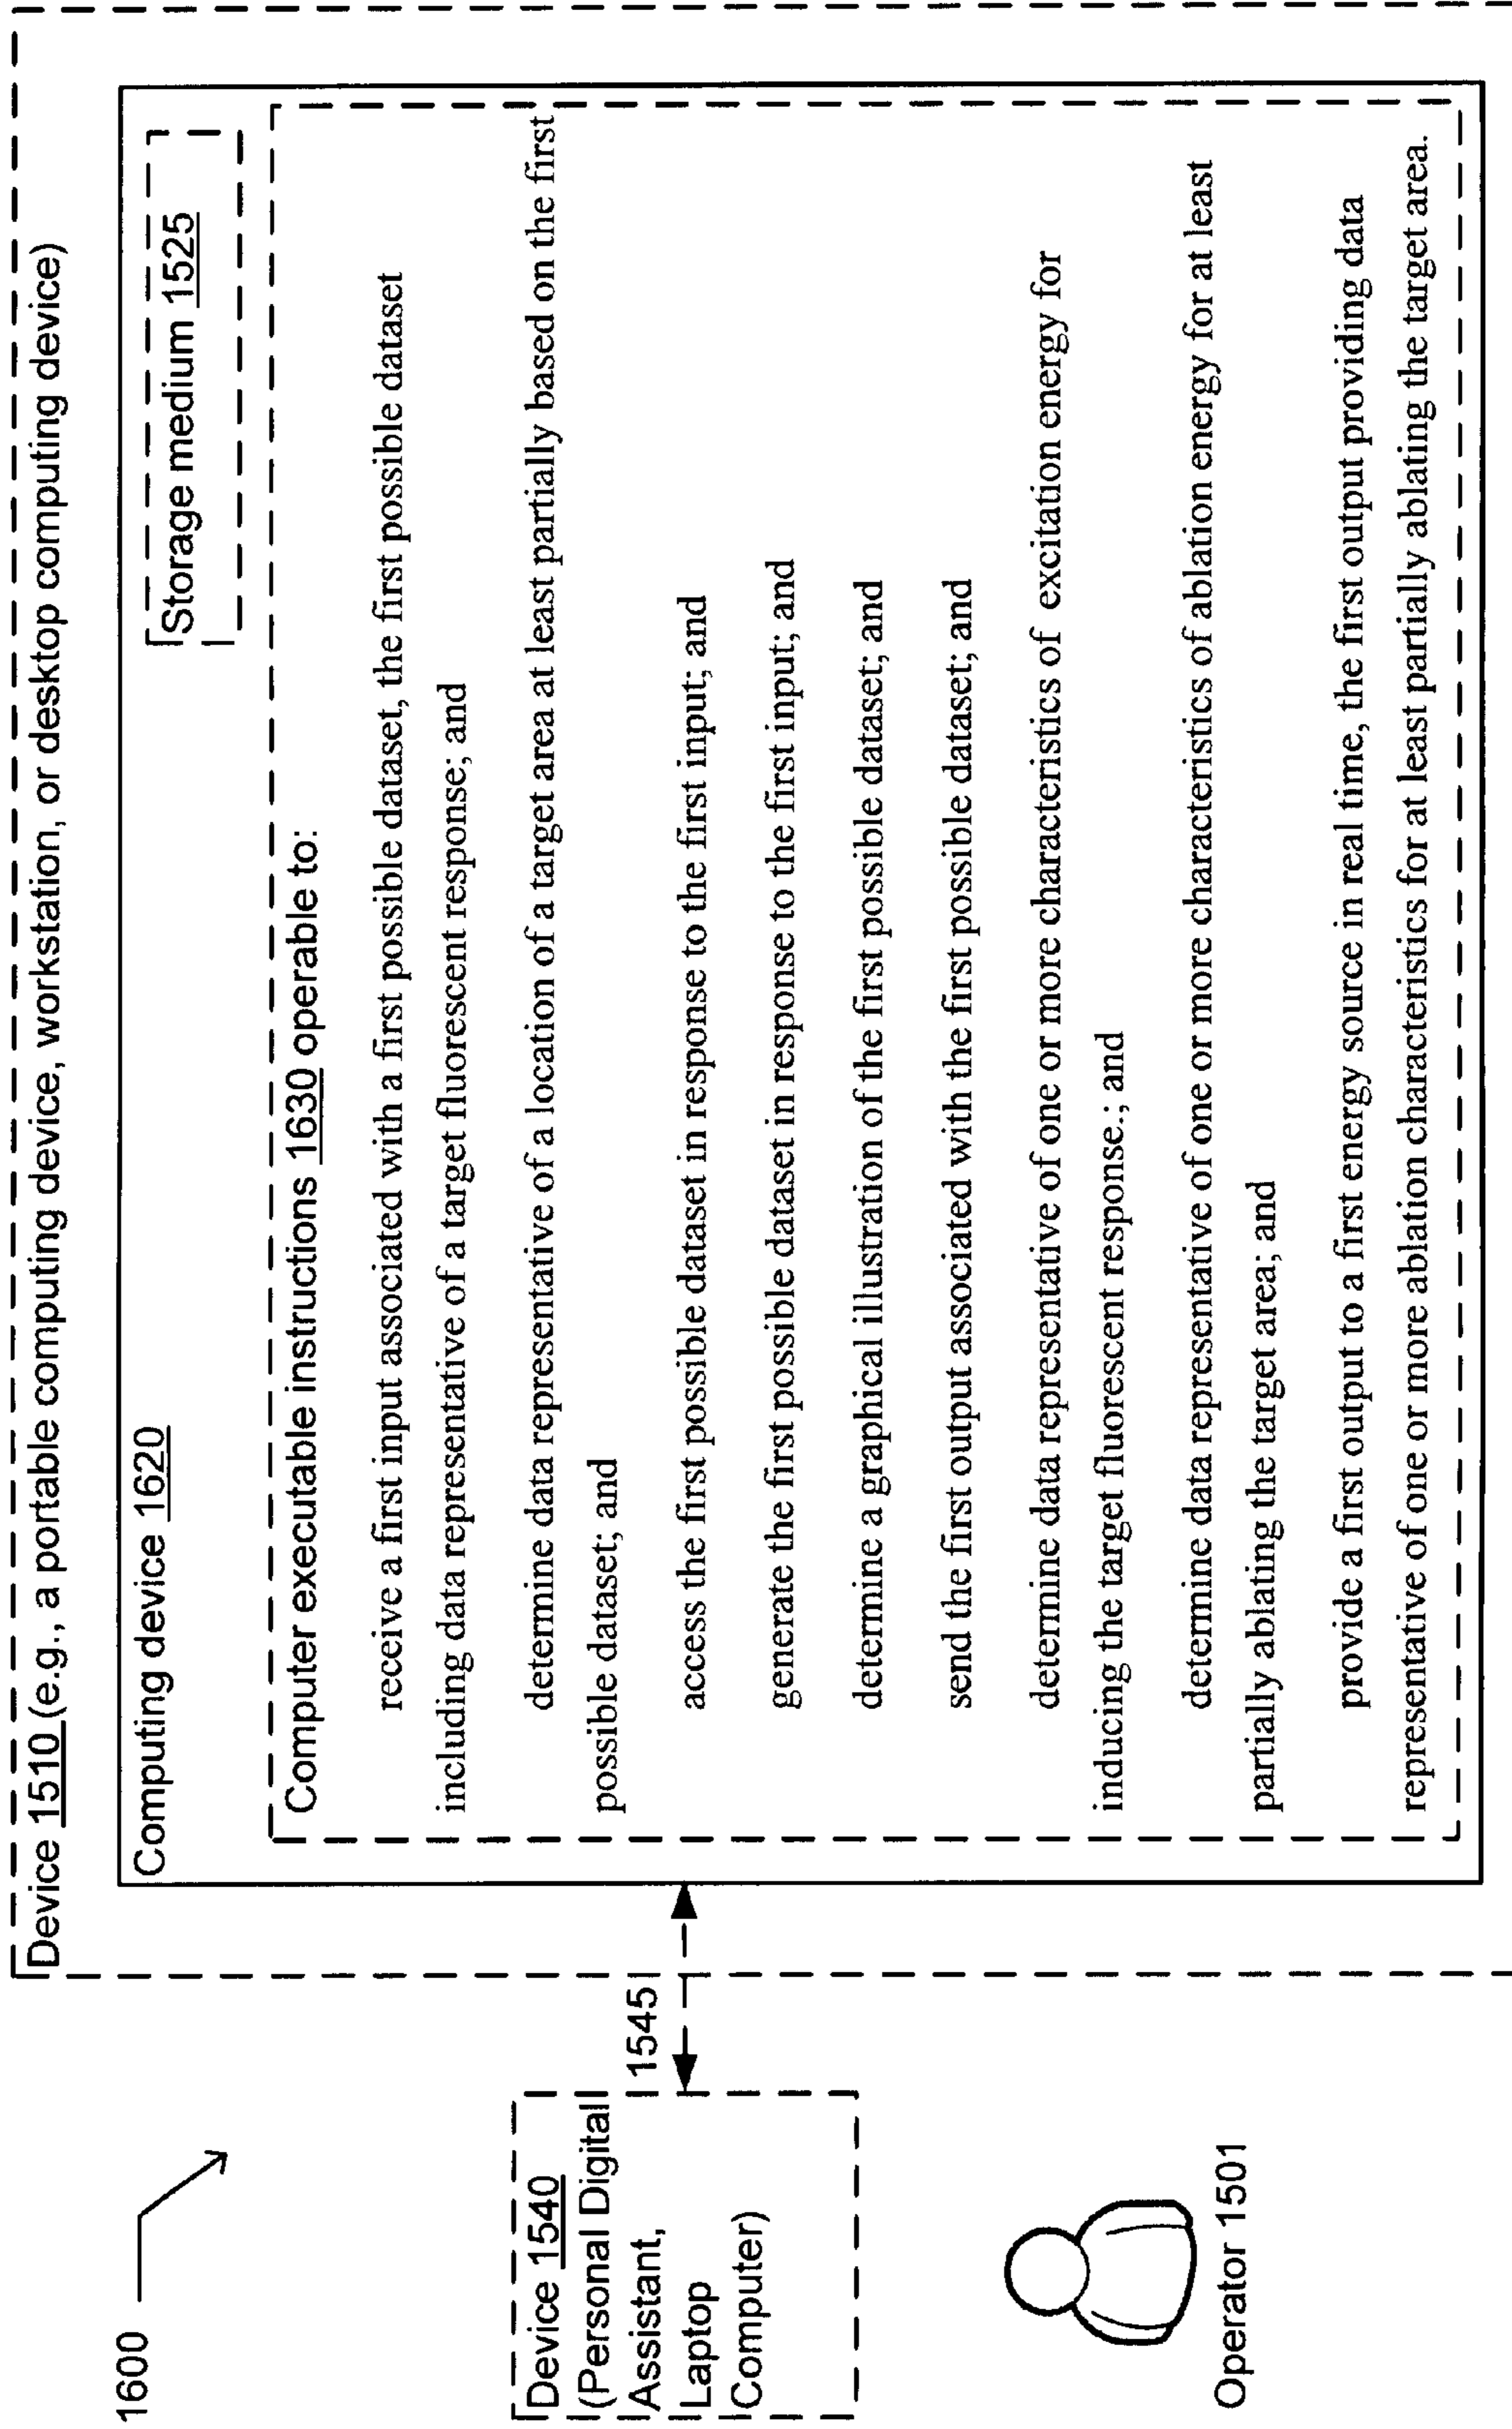 1600
Device 1510 (e.g., a portable computing device, workstation, or desktop computing device)
Computing device 1620
Storage medium 1525
Computer executable instructions 1630 operable to:
receive a first input associated with a first possible dataset, the first possible dataset
including data representative of a target fluorescent response; and
determine data representative of a location of a target area at least partially based on the first
possible dataset; and
access the first possible dataset in response to the first input; and
generate the first possible dataset in response to the first input; and
determine a graphical illustration of the first possible dataset; and
send the first output associated with the first possible dataset; and
determine data representative of one or more characteristics of excitation energy for
inducing the target fluorescent response.; and
determine data representative of one or more characteristics of ablation energy for at least
partially ablating the target area; and
provide a first output to a first energy source in real time, the first output providing data
representative of one or more ablation characteristics for at least partially ablating the target area.
1545
Device 1540
(Personal Digital
Assistant,
Laptop
Computer)
Operator 1501